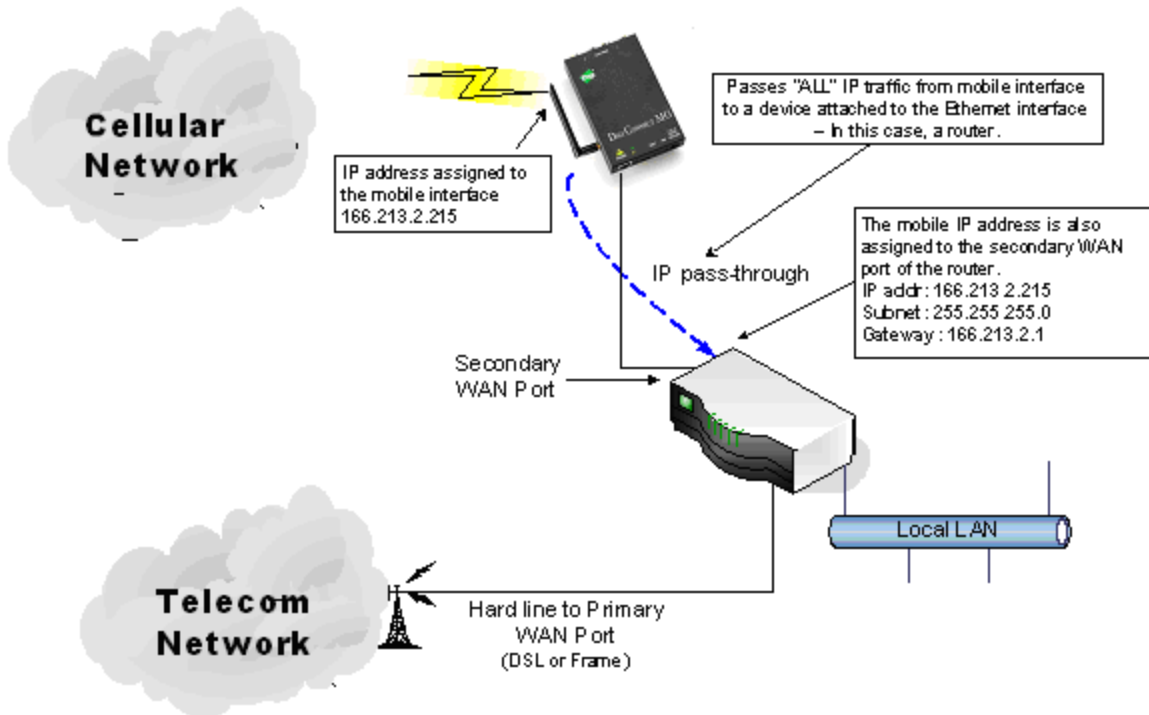 Cellular
Network
IP address assigned to
the mobile interface
166.213.2.215
Passes "ALL" IP traffic from mobile interface
to a device attached to the Ethernet interface
– In this case, a router.
The mobile IP address is also
assigned to the secondary WAN
port of the router.
IP addr: 166.213.2.215
Subnet: 255.255.255.0
Gateway: 166.213.2.1
IP pass-through
Secondary
WAN Port
Local LAN
Telecom
Network
Hard line to Primary
WAN Port
(DSL or Frame)